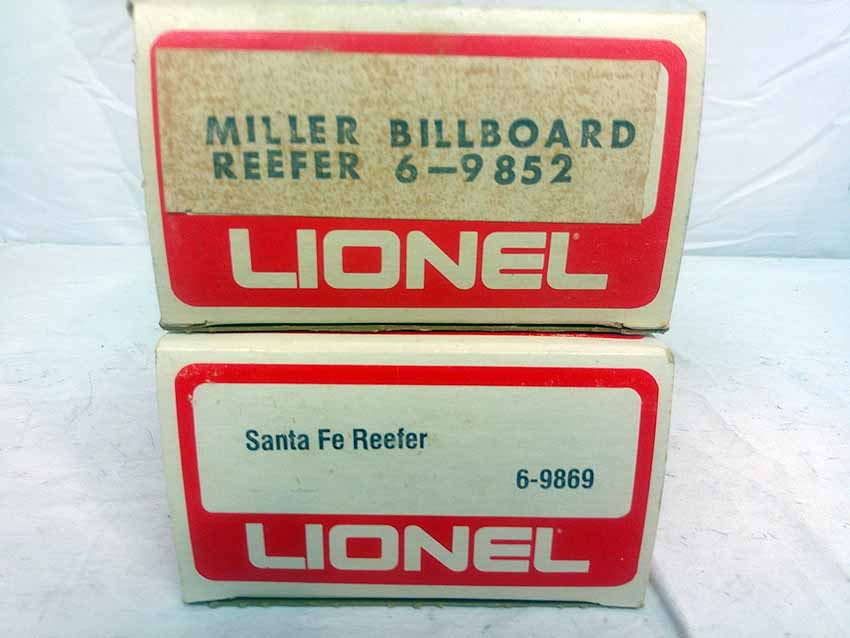 MILLER BILLBOARD
REEFER 6-9852
LIONEL®
Santa Fe Reefer
6-9869
LIONEL®